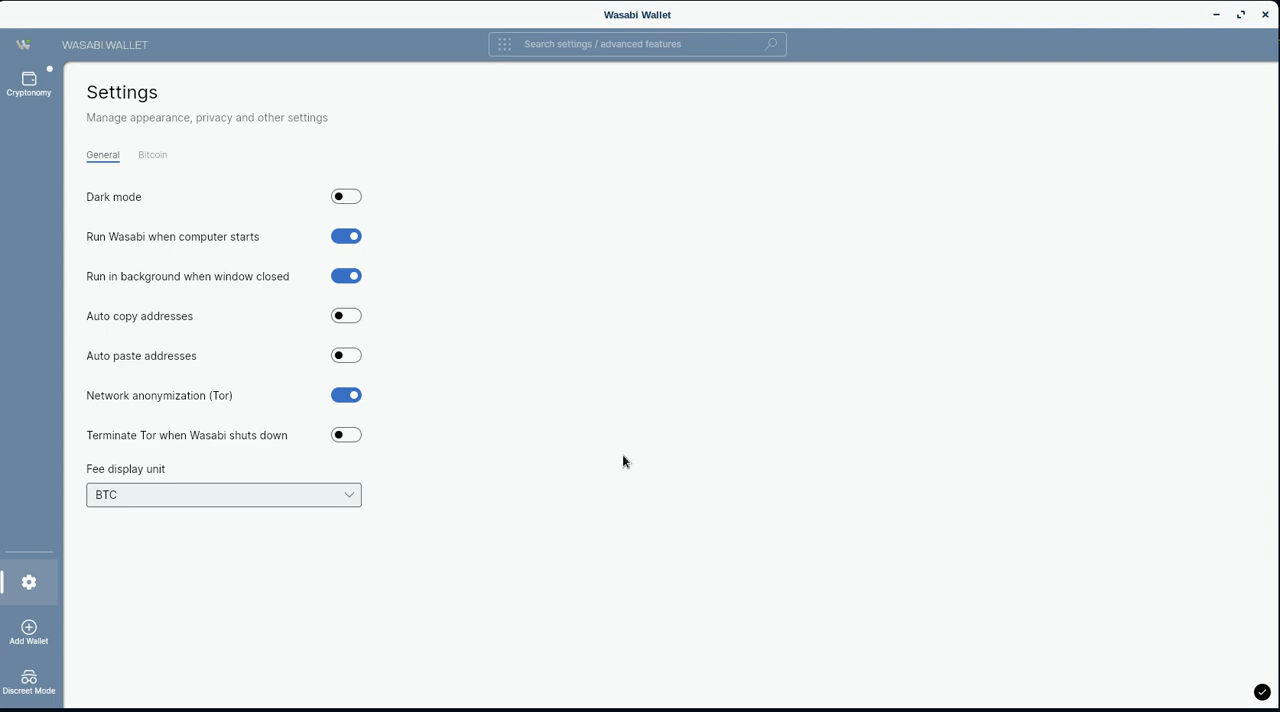 Wasabi Wallet
WASABI WALLET
Search settings / advanced features
Cryptonomy
Settings
Manage appearance, privacy and other settings
General
Bitcoin
Dark mode
Run Wasabi when computer starts
Run in background when window closed
Auto copy addresses
Auto paste addresses
Network anonymization (Tor)
Terminate Tor when Wasabi shuts down
Fee display unit
BTC
Add Wallet
Discreet Mode